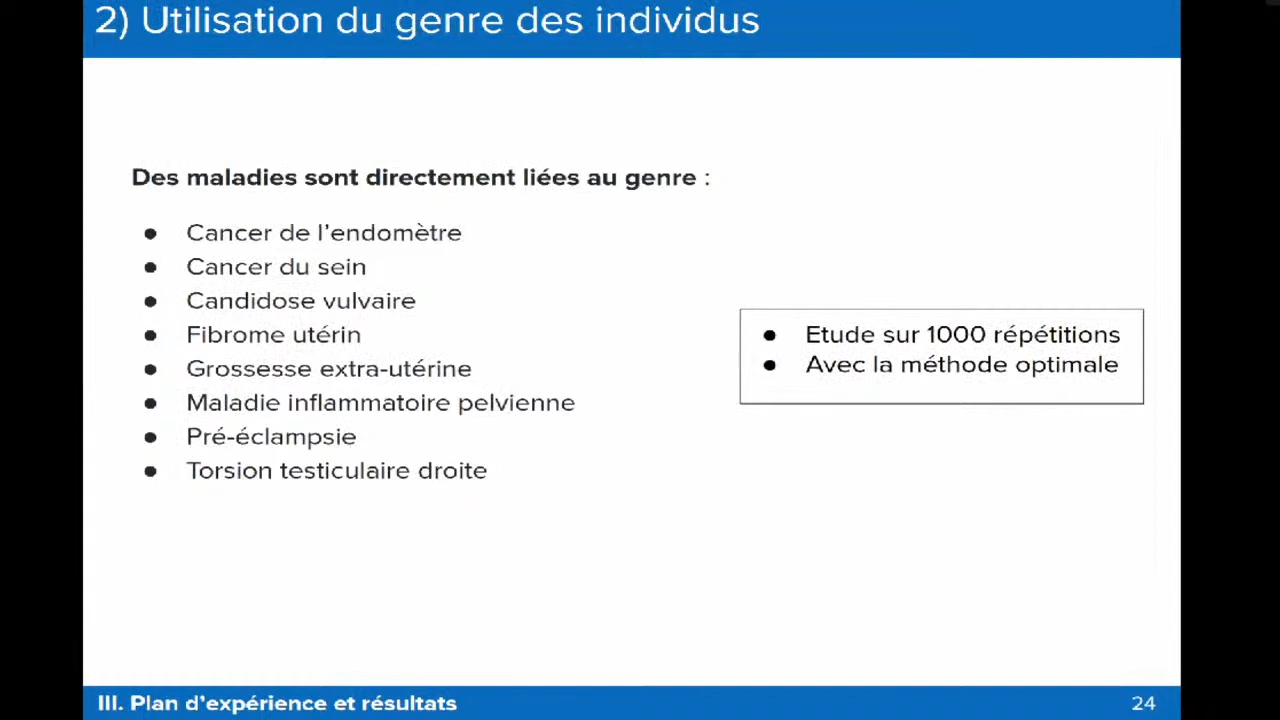 2) Utilisation du genre des individus
Des maladies sont directement liées au genre :
● Cancer de l’endomètre
● Cancer du sein
● Candidose vulvaire
● Fibrome utérin
● Grossesse extra-utérine
● Maladie inflammatoire pelvienne
● Pré-éclampsie
● Torsion testiculaire droite
● Etude sur 1000 répétitions
● Avec la méthode optimale
III. Plan d’expérience et résultats
24